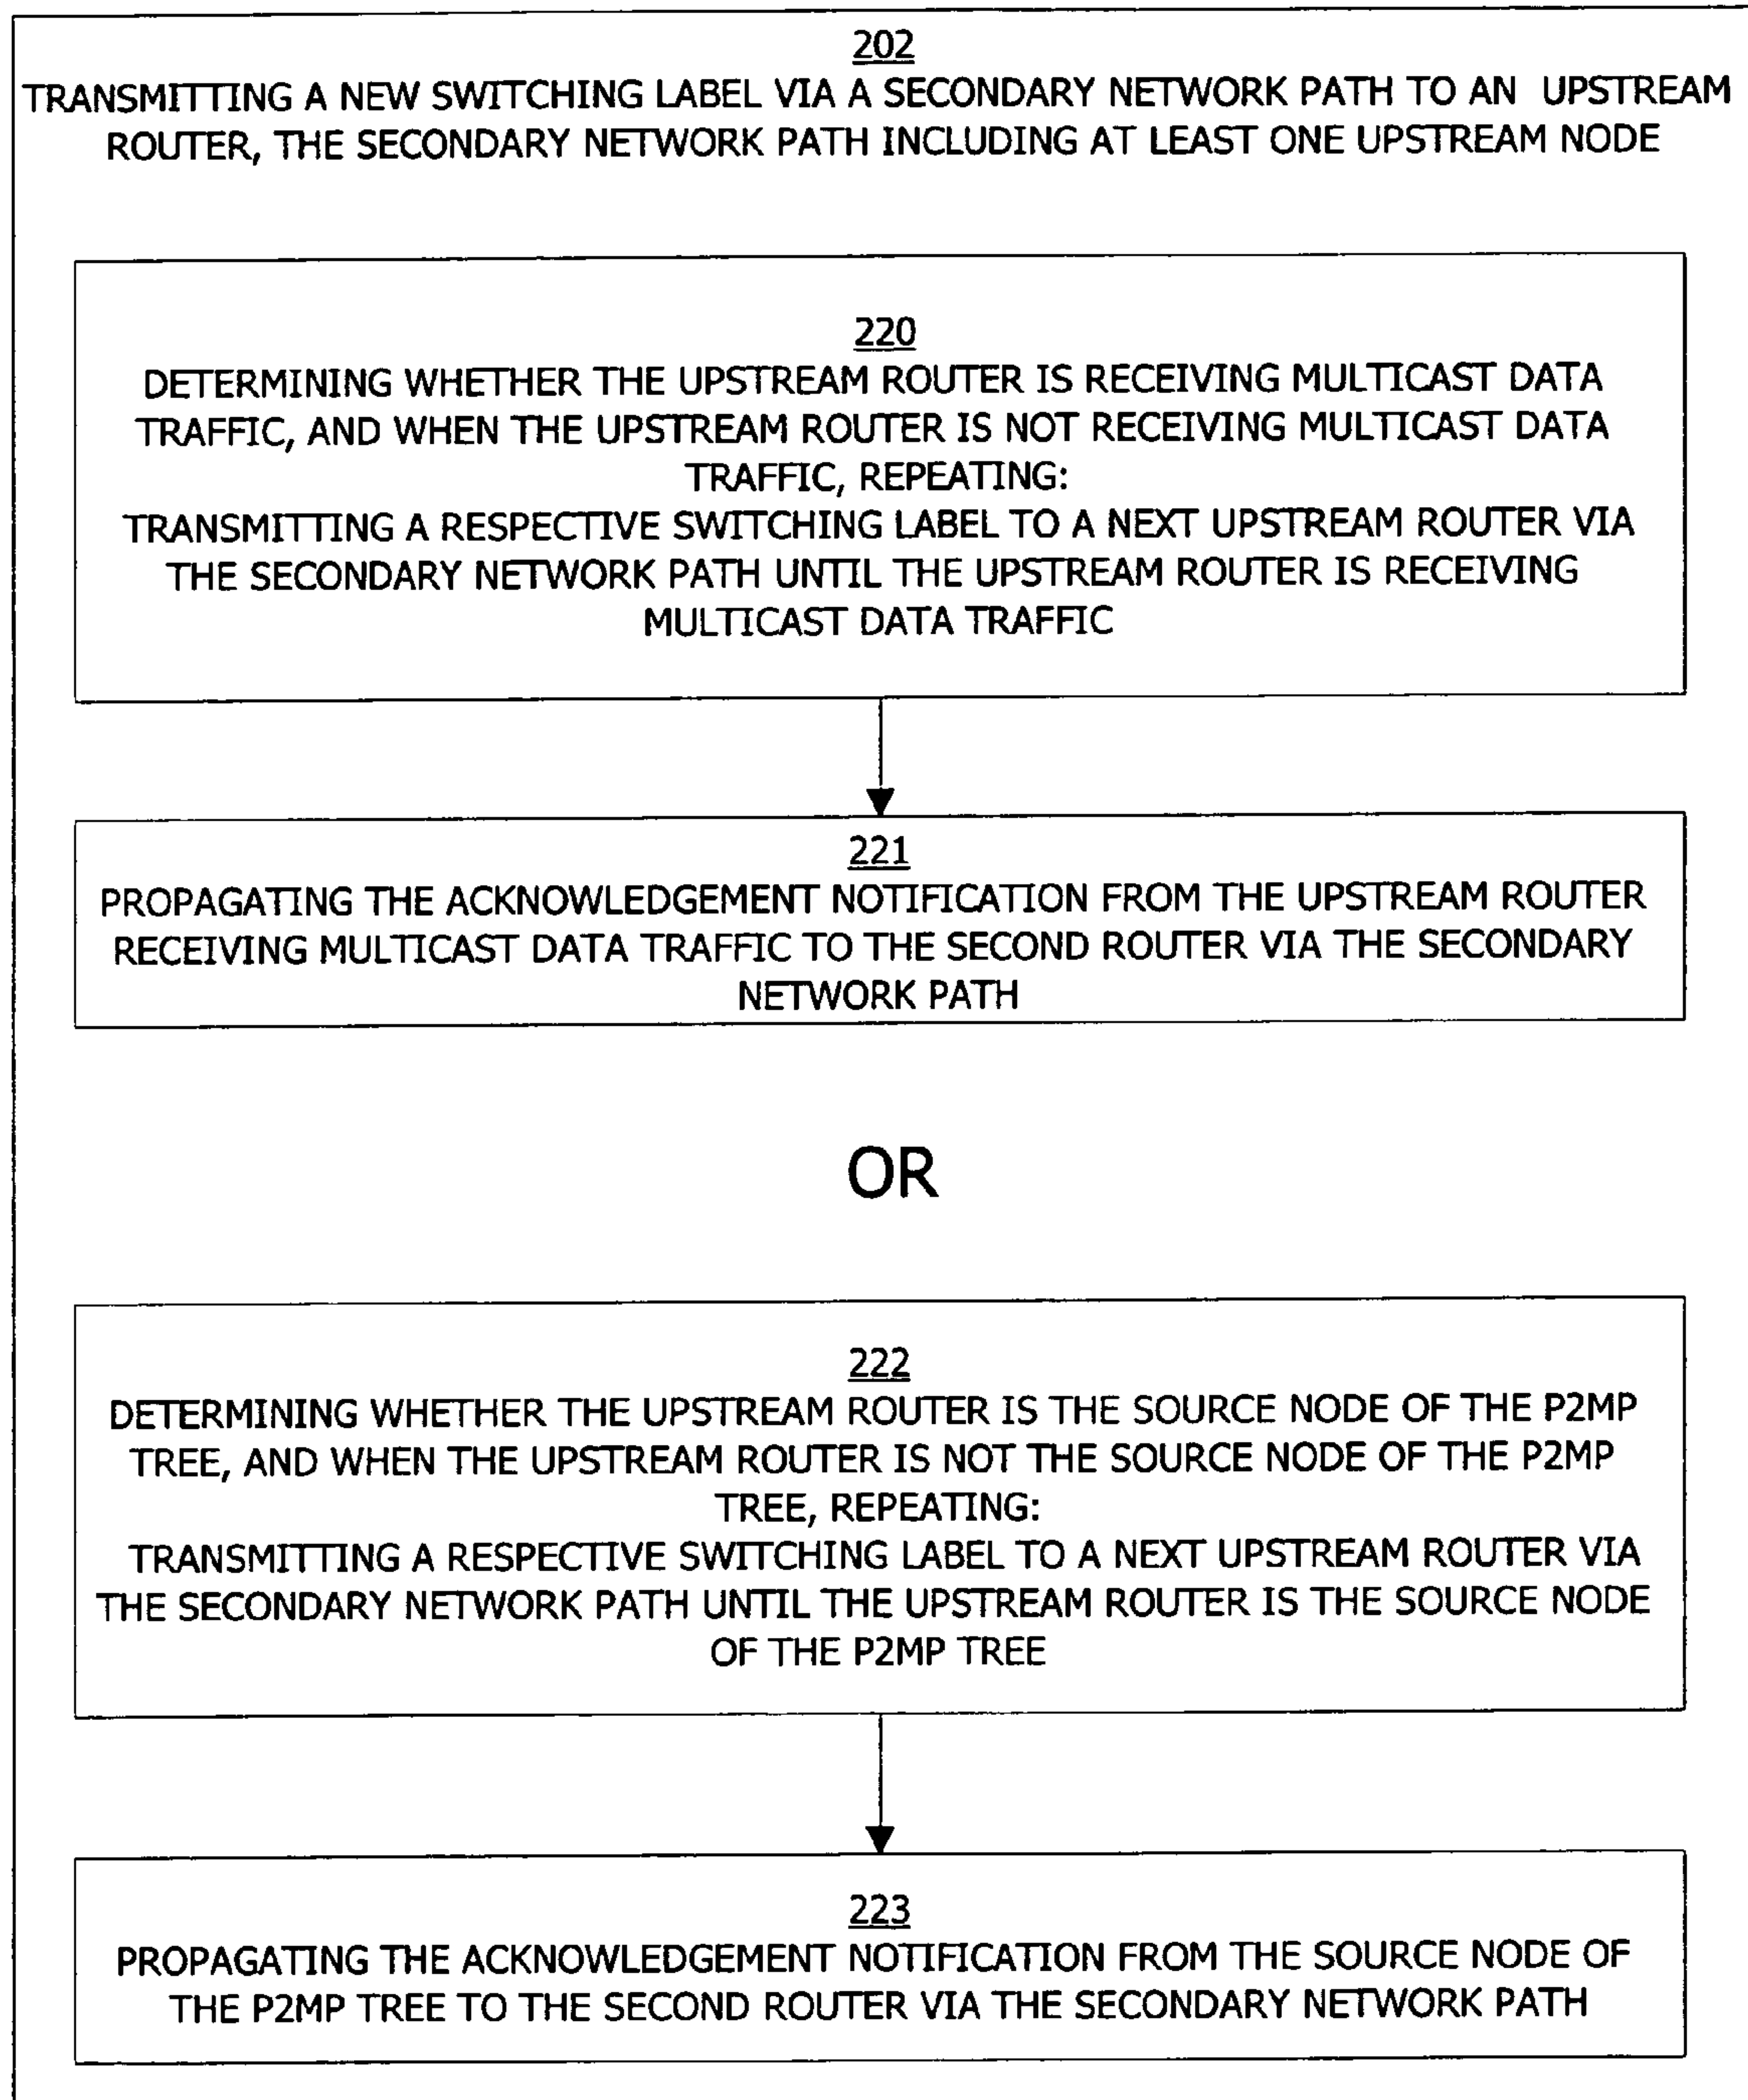 202
TRANSMITTING A NEW SWITCHING LABEL VIA A SECONDARY NETWORK PATH TO AN UPSTREAM
ROUTER, THE SECONDARY NETWORK PATH INCLUDING AT LEAST ONE UPSTREAM NODE
220
DETERMINING WHETHER THE UPSTREAM ROUTER IS RECEIVING MULTICAST DATA
TRAFFIC, AND WHEN THE UPSTREAM ROUTER IS NOT RECEIVING MULTICAST DATA
TRAFFIC, REPEATING:
TRANSMITTING A RESPECTIVE SWITCHING LABEL TO A NEXT UPSTREAM ROUTER VIA
THE SECONDARY NETWORK PATH UNTIL THE UPSTREAM ROUTER IS RECEIVING
MULTICAST DATA TRAFFIC
221
PROPAGATING THE ACKNOWLEDGEMENT NOTIFICATION FROM THE UPSTREAM ROUTER
RECEIVING MULTICAST DATA TRAFFIC TO THE SECOND ROUTER VIA THE SECONDARY
NETWORK PATH
OR
222
DETERMINING WHETHER THE UPSTREAM ROUTER IS THE SOURCE NODE OF THE P2MP
TREE, AND WHEN THE UPSTREAM ROUTER IS NOT THE SOURCE NODE OF THE P2MP
TREE, REPEATING:
TRANSMITTING A RESPECTIVE SWITCHING LABEL TO A NEXT UPSTREAM ROUTER VIA
THE SECONDARY NETWORK PATH UNTIL THE UPSTREAM ROUTER IS THE SOURCE NODE
OF THE P2MP TREE
223
PROPAGATING THE ACKNOWLEDGEMENT NOTIFICATION FROM THE SOURCE NODE OF
THE P2MP TREE TO THE SECOND ROUTER VIA THE SECONDARY NETWORK PATH